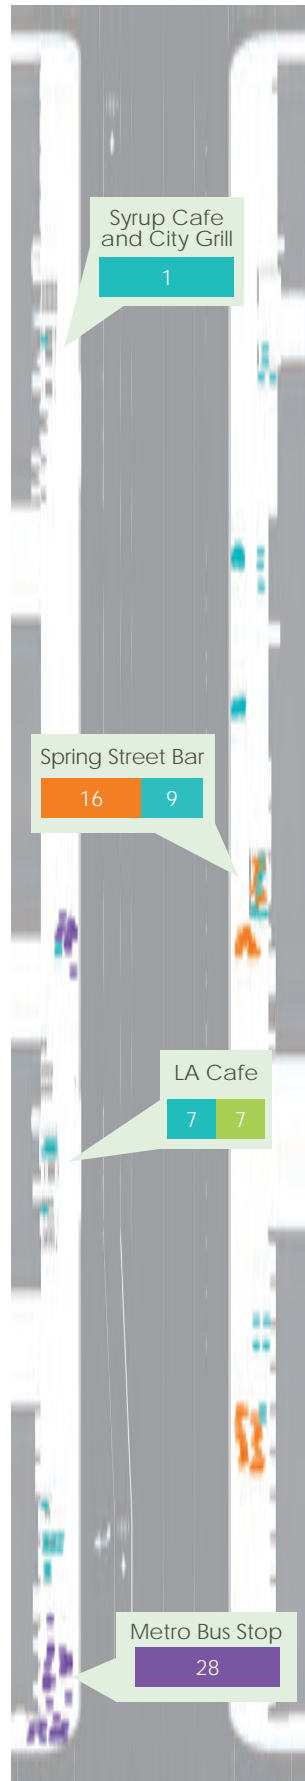 Syrup Cafe
and City Grill
1
Spring Street Bar
16 9
LA Cafe
7 7
Metro Bus Stop
28